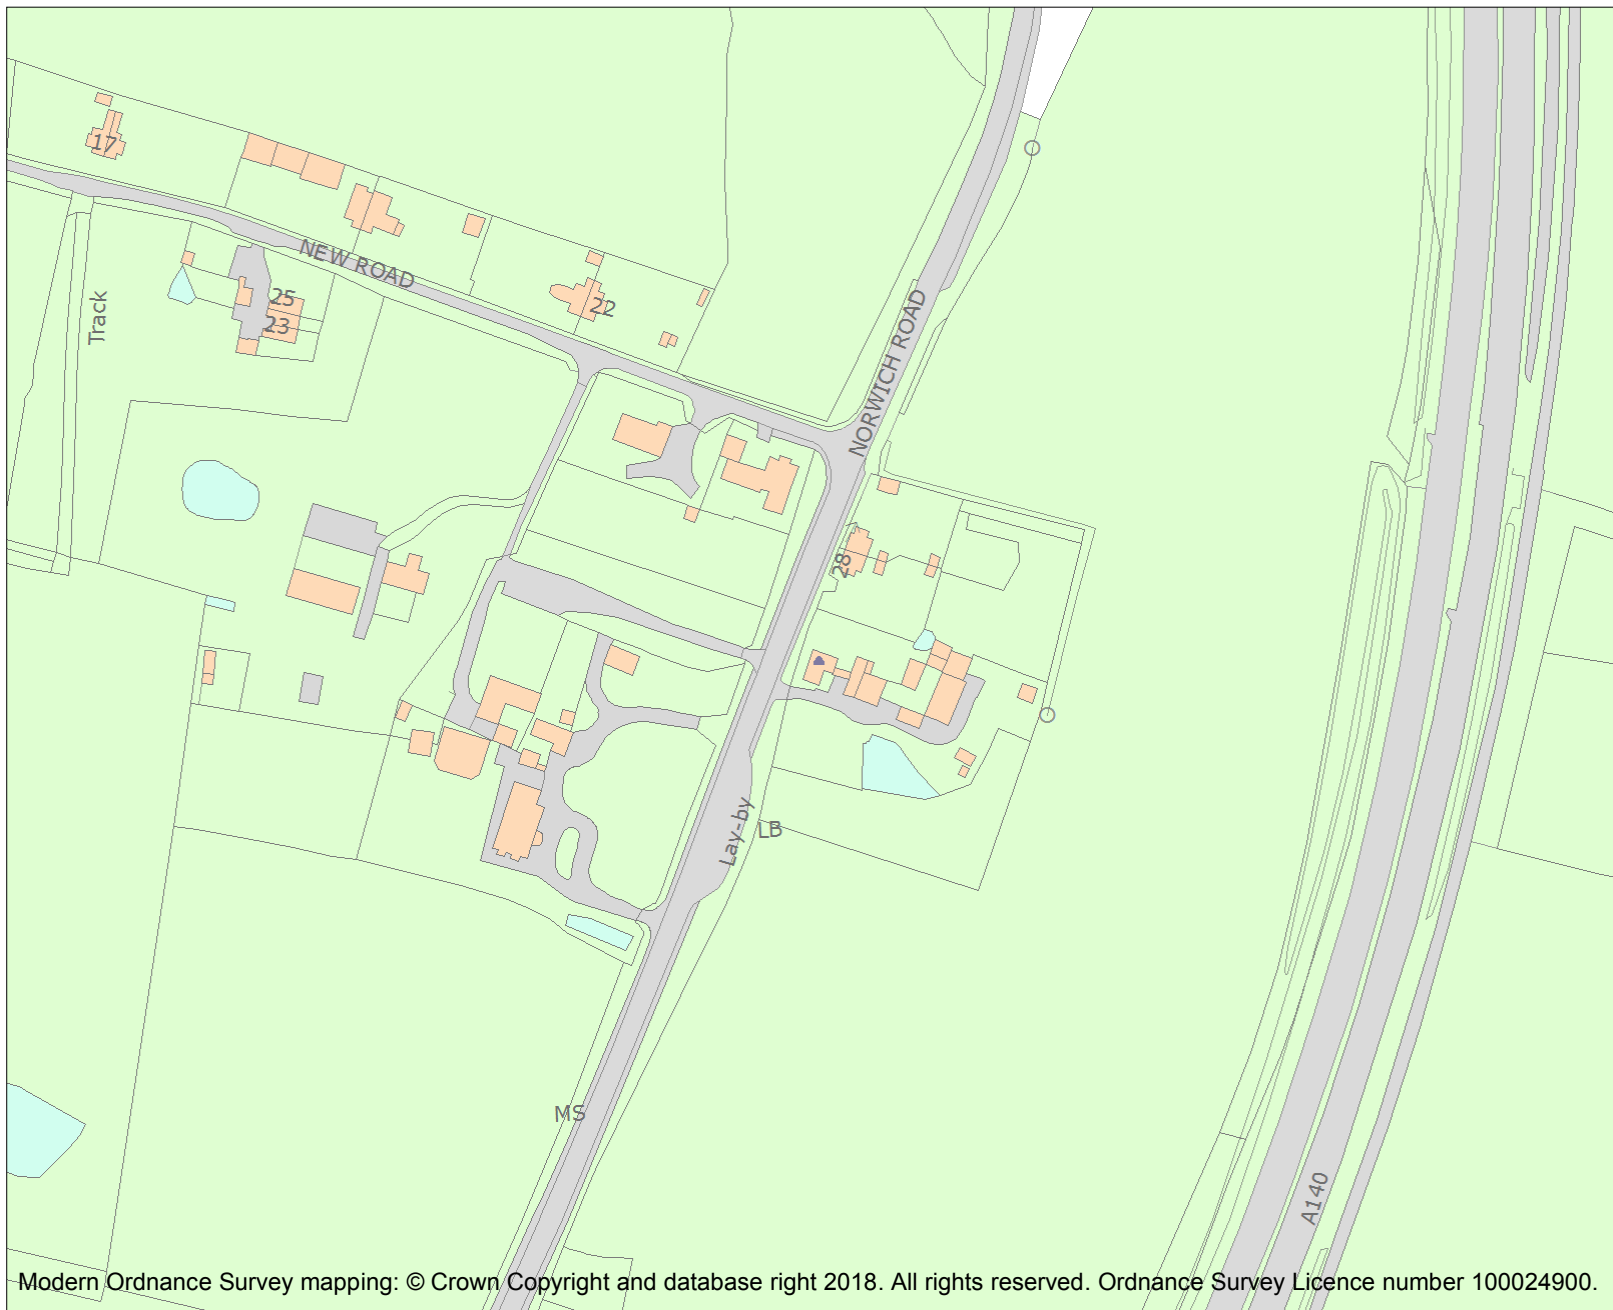 17
NEW ROAD
25
23
22
Track
NORWICH ROAD
28
Lay-by
LB
MS
A140
Modern Ordnance Survey mapping: © Crown Copyright and database right 2018. All rights reserved. Ordnance Survey Licence number 100024900.